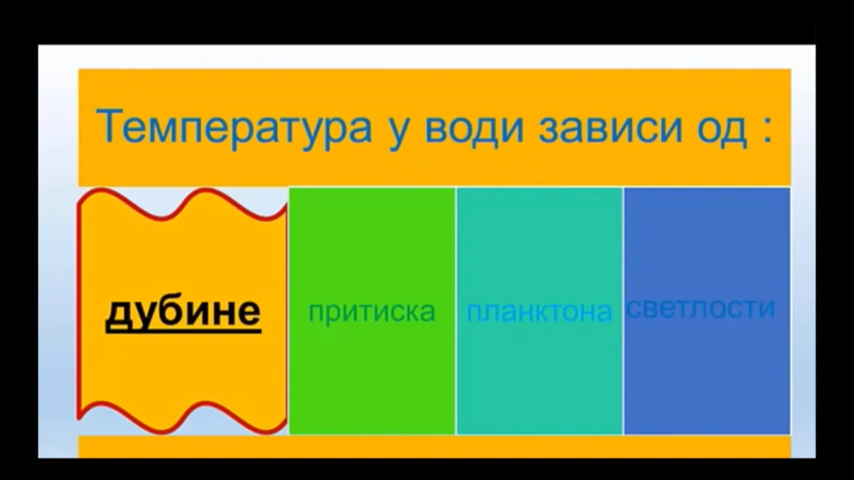 Температура у води зависи од :
дубине
притиска
планктона
светлости